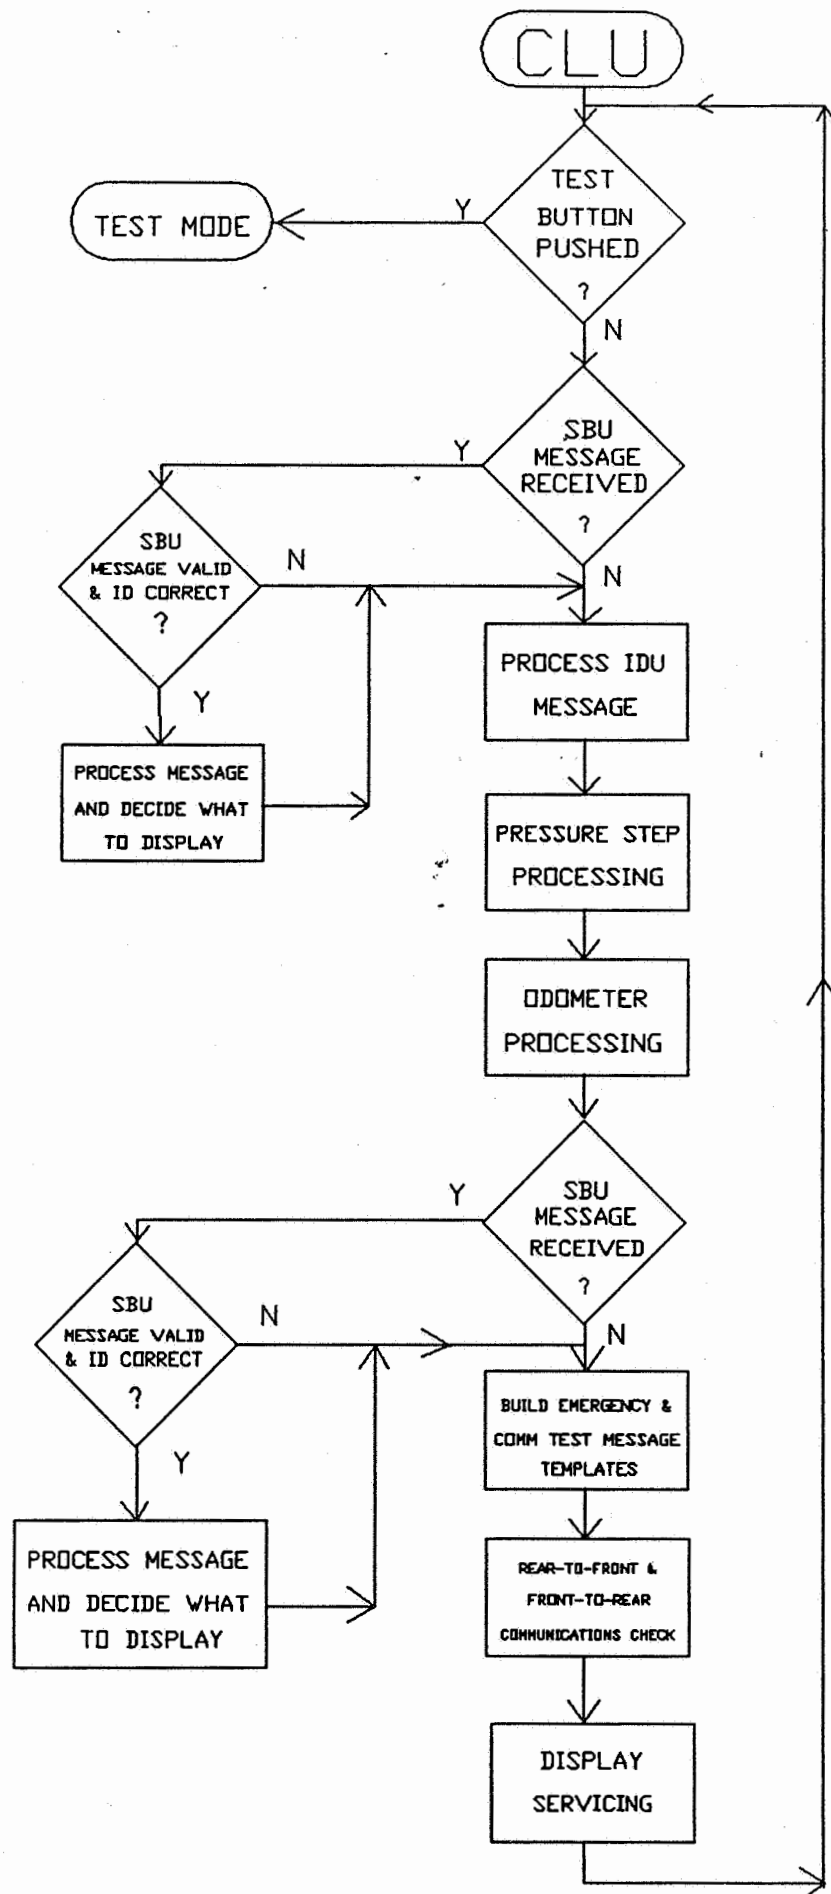 CLU
TEST
BUTTON
PUSHED
?
Y
TEST MODE
N
SBU
MESSAGE
RECEIVED
?
Y
SBU
MESSAGE VALID
& ID CORRECT
?
N
N
Y
PROCESS MESSAGE
AND DECIDE WHAT
TO DISPLAY
PROCESS IDU
MESSAGE
PRESSURE STEP
PROCESSING
ODOMETER
PROCESSING
SBU
MESSAGE
RECEIVED
?
Y
SBU
MESSAGE VALID
& ID CORRECT
?
N
N
Y
PROCESS MESSAGE
AND DECIDE WHAT
TO DISPLAY
BUILD EMERGENCY &
COMM TEST MESSAGE
TEMPLATES
REAR-TO-FRONT &
FRONT-TO-REAR
COMMUNICATIONS CHECK
DISPLAY
SERVICING